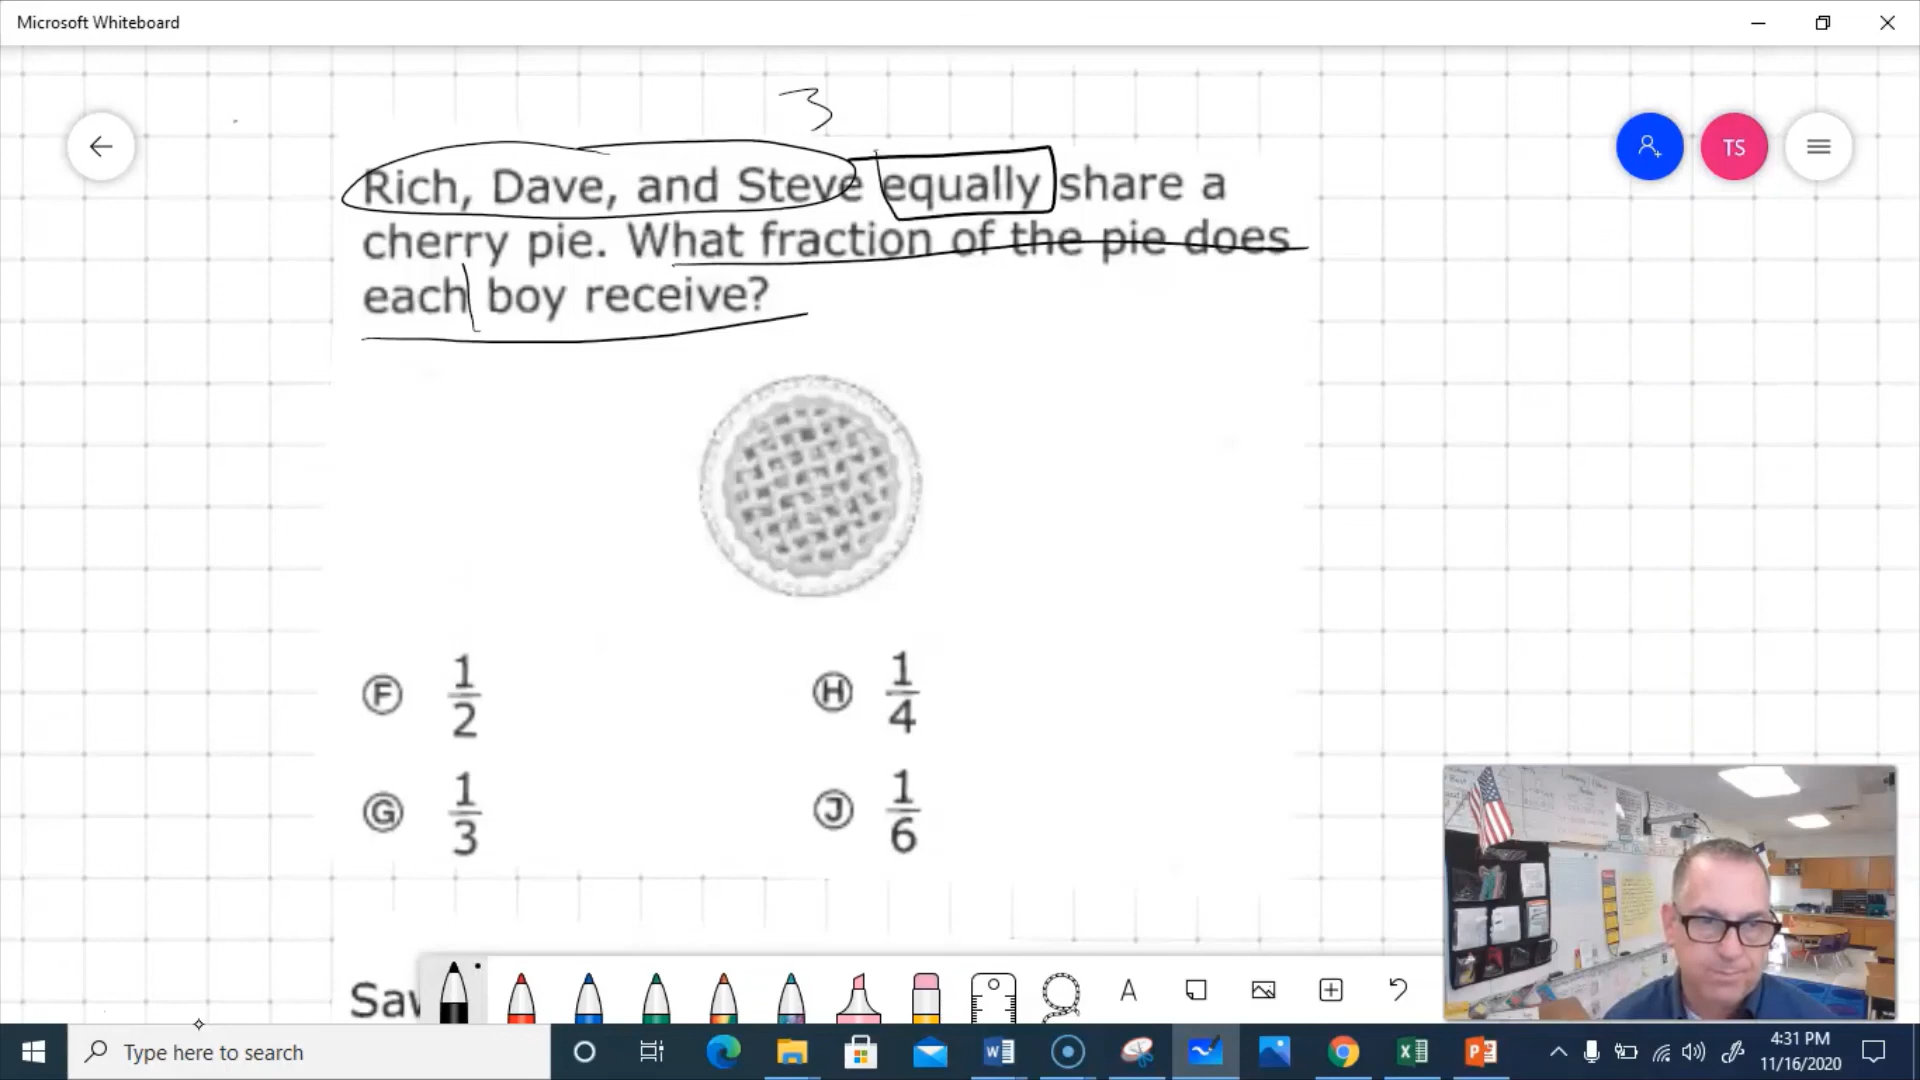 Microsoft Whiteboard
3
TS
Rich, Dave, and Steve equally share a
cherry pie. What fraction of the pie does
each boy receive?
F 1/2
H 1/4
G 1/3
J 1/6
Sav
A
Type here to search
4:31 PM
11/16/2020